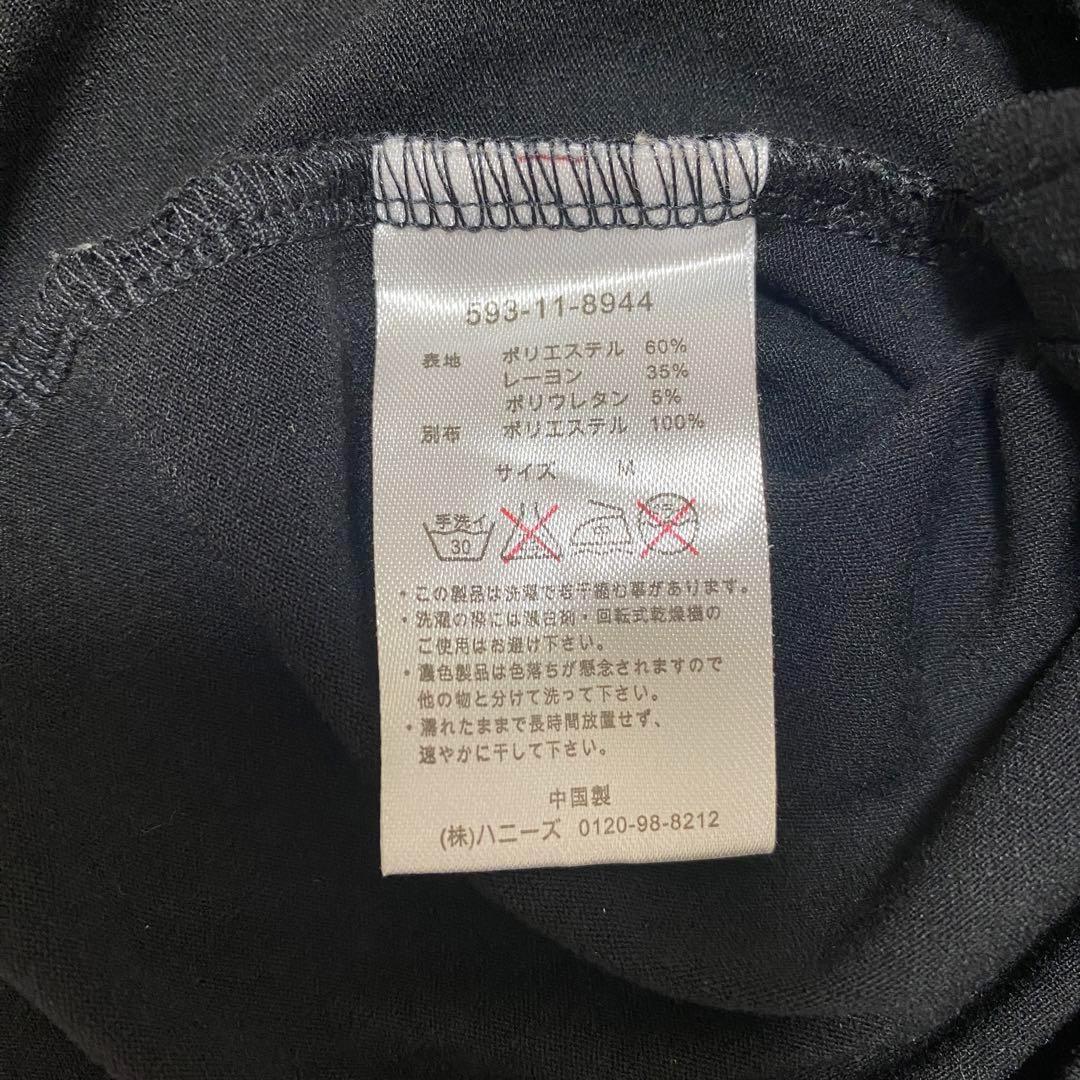 593-11-8944
表地 ポリエステル 60%
レーヨン 35%
ポリウレタン 5%
別布 ポリエステル 100%
サイズ M
手洗イ
30
・この製品は洗濯で若干縮む事があります。
・洗濯の際には漂白剤・回転式乾燥機の
ご使用はお避け下さい。
・濃色製品は色落ちが懸念されますので
他の物と分けて洗って下さい。
・濡れたままで長時間放置せず、
速やかに干して下さい。
中国製
(株)ハニーズ 0120-98-8212